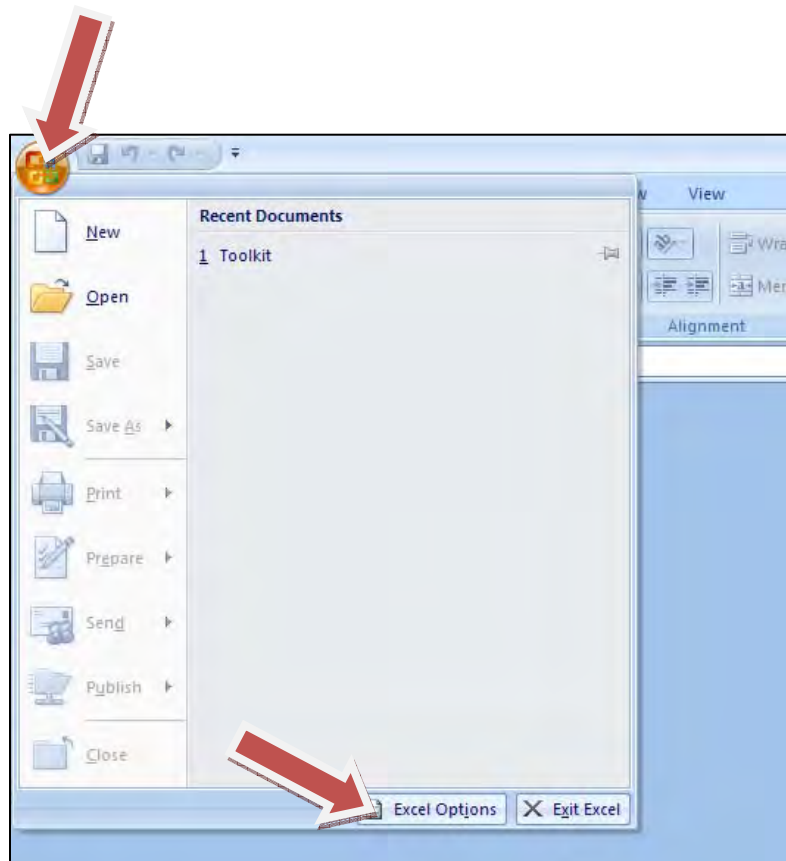 View
New
Recent Documents
1 Toolkit
Open
Save
Save As
Print
Prepare
Send
Publish
Close
Alignment
Excel Options
Exit Excel